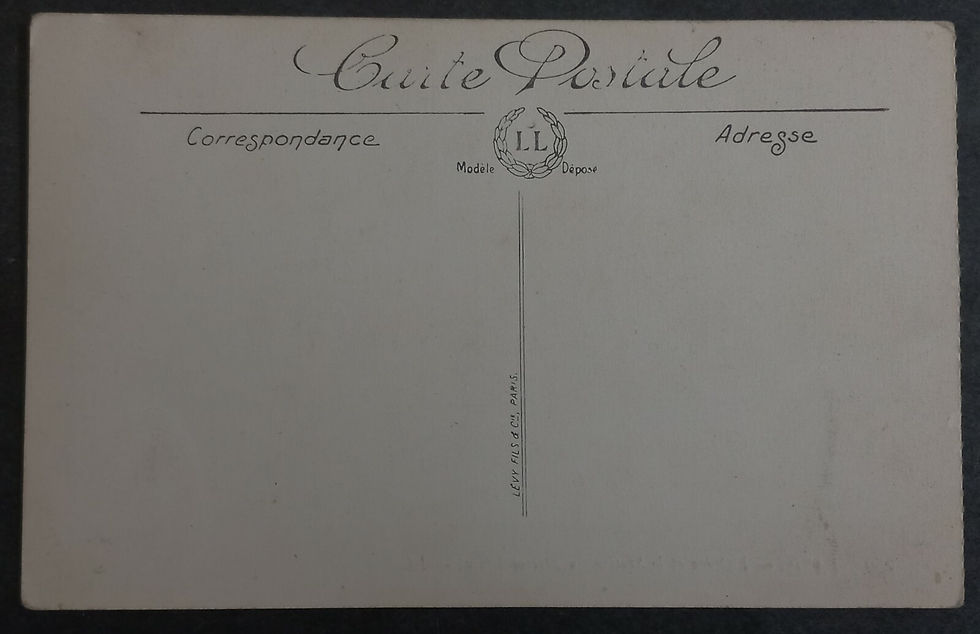 Carte Postale
Correspondance
LL
Adresse
Modèle Déposé
LÉVY FILS & Cie, PARIS.